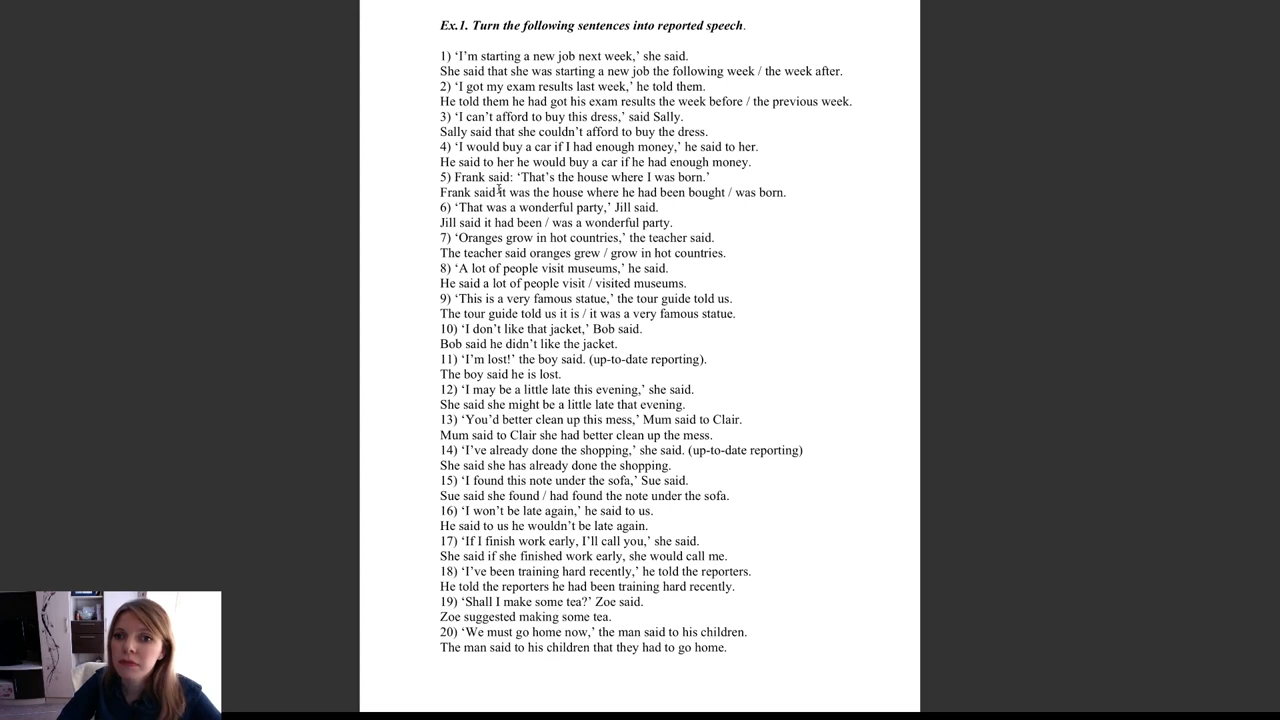 Ex.1. Turn the following sentences into reported speech.
1) ‘I’m starting a new job next week,’ she said.
She said that she was starting a new job the following week / the week after.
2) ‘I got my exam results last week,’ he told them.
He told them he had got his exam results the week before / the previous week.
3) ‘I can’t afford to buy this dress,’ said Sally.
Sally said that she couldn’t afford to buy the dress.
4) ‘I would buy a car if I had enough money,’ he said to her.
He said to her he would buy a car if he had enough money.
5) Frank said: ‘That’s the house where I was born.’
Frank said it was the house where he had been bought / was born.
6) ‘That was a wonderful party,’ Jill said.
Jill said it had been / was a wonderful party.
7) ‘Oranges grow in hot countries,’ the teacher said.
The teacher said oranges grew / grow in hot countries.
8) ‘A lot of people visit museums,’ he said.
He said a lot of people visit / visited museums.
9) ‘This is a very famous statue,’ the tour guide told us.
The tour guide told us it is / it was a very famous statue.
10) ‘I don’t like that jacket,’ Bob said.
Bob said he didn’t like the jacket.
11) ‘I’m lost!’ the boy said. (up-to-date reporting).
The boy said he is lost.
12) ‘I may be a little late this evening,’ she said.
She said she might be a little late that evening.
13) ‘You’d better clean up this mess,’ Mum said to Clair.
Mum said to Clair she had better clean up the mess.
14) ‘I’ve already done the shopping,’ she said. (up-to-date reporting)
She said she has already done the shopping.
15) ‘I found this note under the sofa,’ Sue said.
Sue said she found / had found the note under the sofa.
16) ‘I won’t be late again,’ he said to us.
He said to us he wouldn’t be late again.
17) ‘If I finish work early, I’ll call you,’ she said.
She said if she finished work early, she would call me.
18) ‘I’ve been training hard recently,’ he told the reporters.
He told the reporters he had been training hard recently.
19) ‘Shall I make some tea?’ Zoe said.
Zoe suggested making some tea.
20) ‘We must go home now,’ the man said to his children.
The man said to his children that they had to go home.